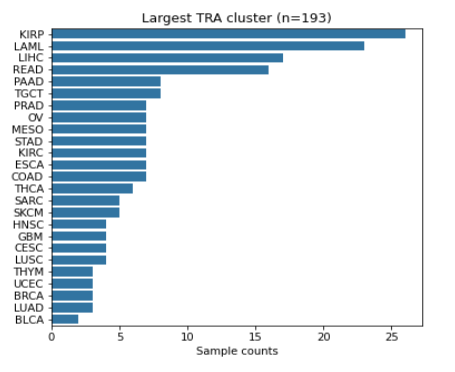 Largest TRA cluster (n=193)
KIRP
LAML
LIHC
READ
PAAD
TGCT
PRAD
OV
MESO
STAD
KIRC
ESCA
COAD
THCA
SARC
SKCM
HNSC
GBM
CESC
LUSC
THYM
UCEC
BRCA
LUAD
BLCA
0 5 10 15 20 25
Sample counts